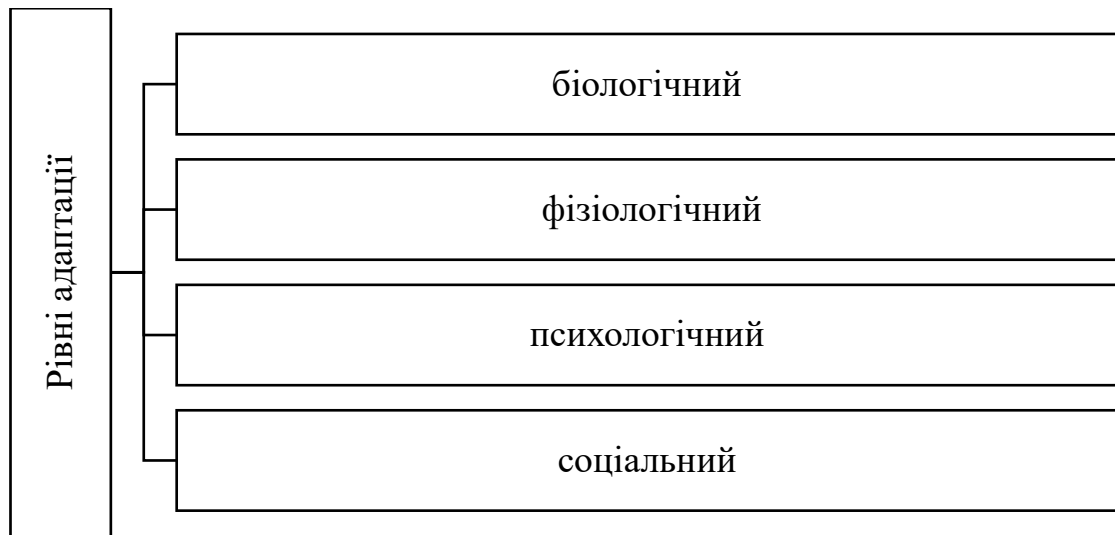 Рівні адаптації
біологічний
фізіологічний
психологічний
соціальний